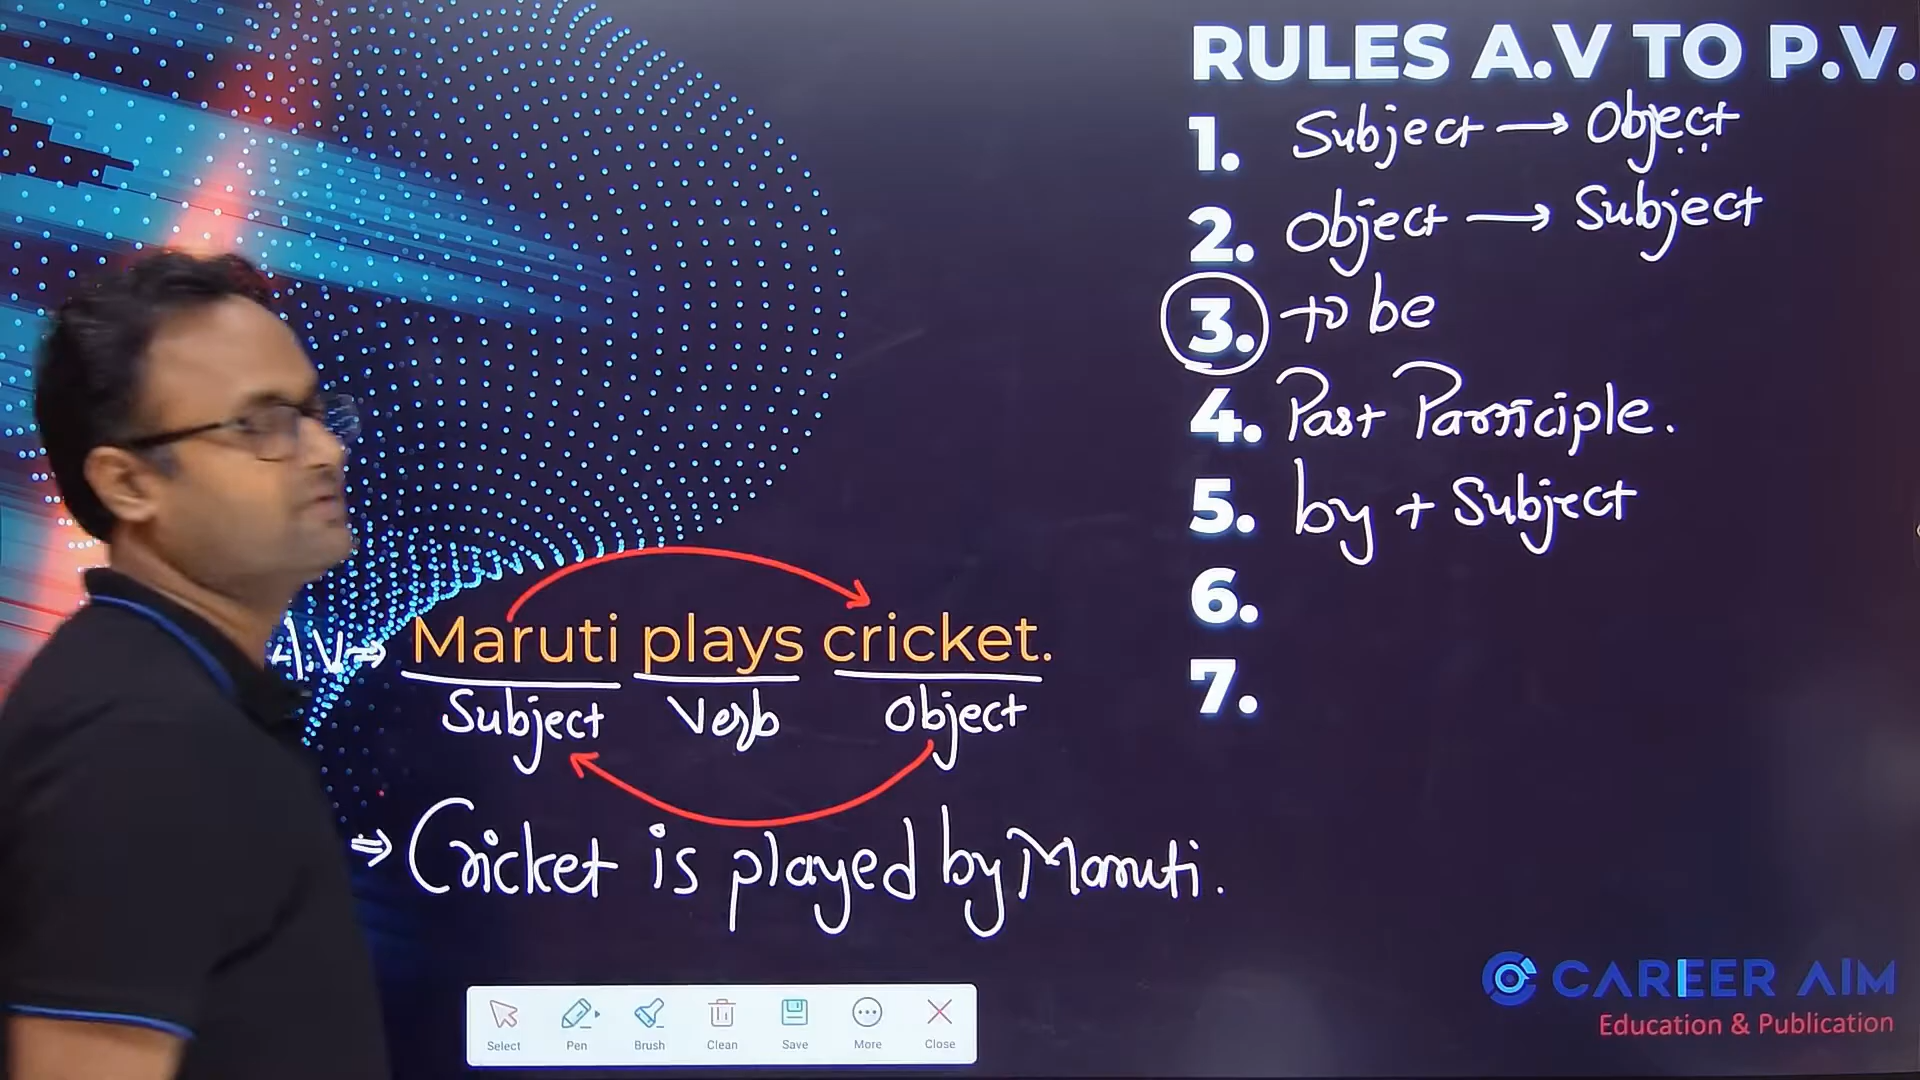 RULES A.V TO P.V.
1. Subject → Object
2. Object → Subject
3. to be
4. Past Participle.
5. by + Subject
6.
7.
AV⇒ Maruti plays cricket.
Subject Verb Object
⇒ Cricket is played by Maruti.
Select Pen Brush Clean Save More Close
CAREER AIM
Education & Publication